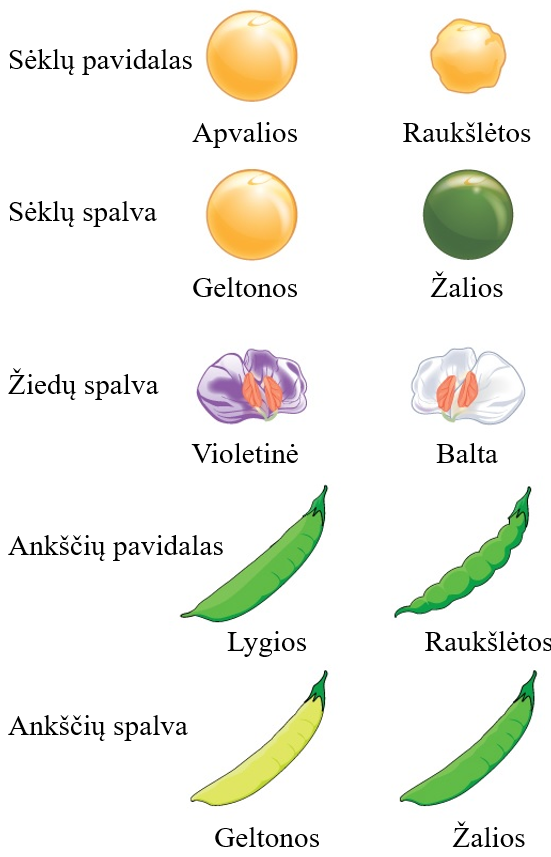 Sėklų pavidalas
Apvalios Raukšlėtos
Sėklų spalva
Geltonos Žalios
Žiedų spalva
Violetinė Balta
Ankščių pavidalas
Lygios Raukšlėtos
Ankščių spalva
Geltonos Žalios